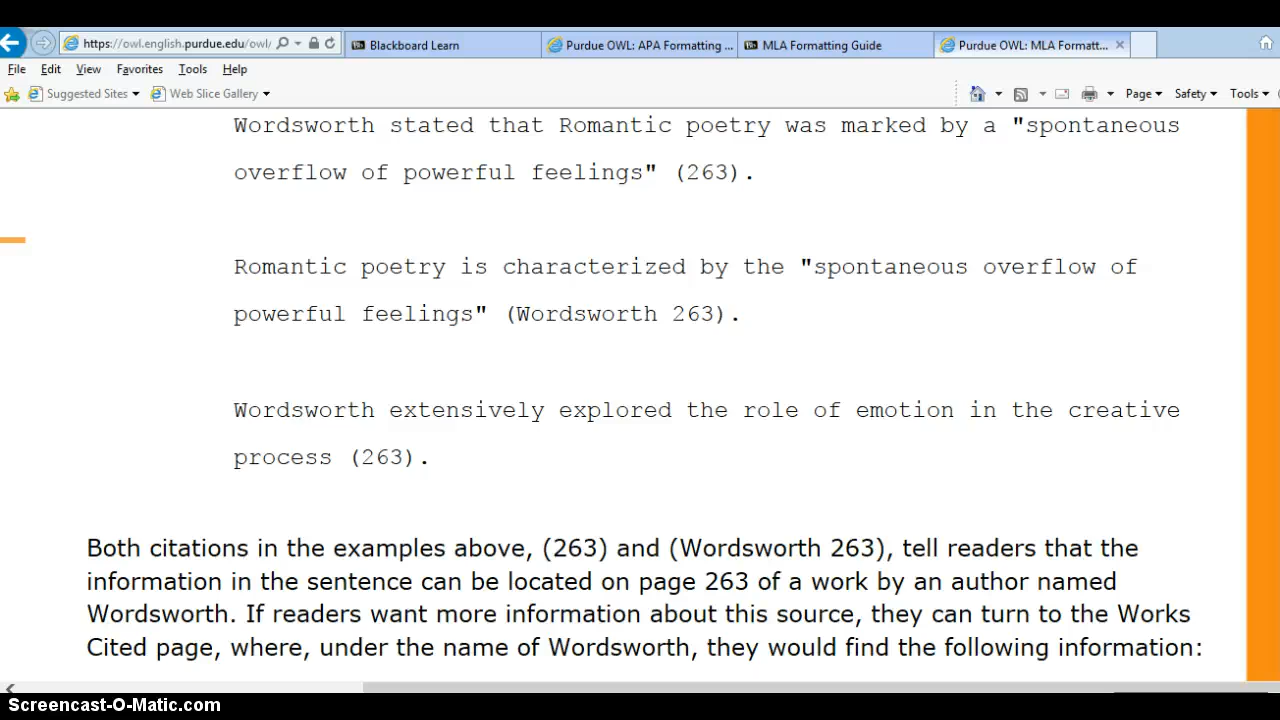 https://owl.english.purdue.edu/owl/
Blackboard Learn
Purdue OWL: APA Formatting ...
MLA Formatting Guide
Purdue OWL: MLA Formatt...
File Edit View Favorites Tools Help
Suggested Sites
Web Slice Gallery
Page
Safety
Tools
Wordsworth stated that Romantic poetry was marked by a "spontaneous
overflow of powerful feelings" (263).
Romantic poetry is characterized by the "spontaneous overflow of
powerful feelings" (Wordsworth 263).
Wordsworth extensively explored the role of emotion in the creative
process (263).
Both citations in the examples above, (263) and (Wordsworth 263), tell readers that the
information in the sentence can be located on page 263 of a work by an author named
Wordsworth. If readers want more information about this source, they can turn to the Works
Cited page, where, under the name of Wordsworth, they would find the following information:
Screencast-O-Matic.com